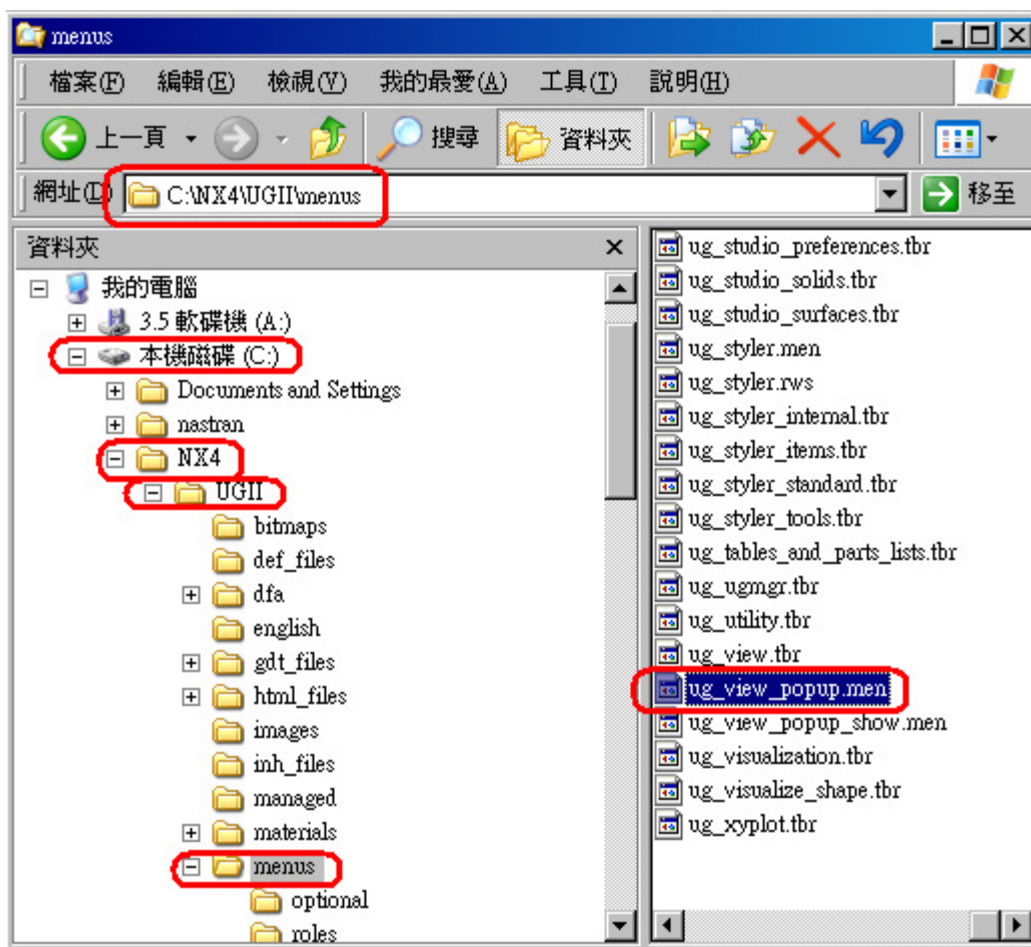 menus
檔案(F) 編輯(E) 檢視(V) 我的最愛(A) 工具(T) 說明(H)
上一頁 搜尋 資料夾
網址(D) C:\NX4\UGII\menus 移至
資料夾
我的電腦
3.5 軟碟機 (A:)
本機磁碟 (C:)
Documents and Settings
nastran
NX4
UGII
bitmaps
def_files
dfa
english
gdt_files
html_files
images
inh_files
managed
materials
menus
optional
roles
ug_studio_preferences.tbr
ug_studio_solids.tbr
ug_studio_surfaces.tbr
ug_styler.men
ug_styler.rws
ug_styler_internal.tbr
ug_styler_items.tbr
ug_styler_standard.tbr
ug_styler_tools.tbr
ug_tables_and_parts_lists.tbr
ug_ugmgr.tbr
ug_utility.tbr
ug_view.tbr
ug_view_popup.men
ug_view_popup_show.men
ug_visualization.tbr
ug_visualize_shape.tbr
ug_xyplot.tbr